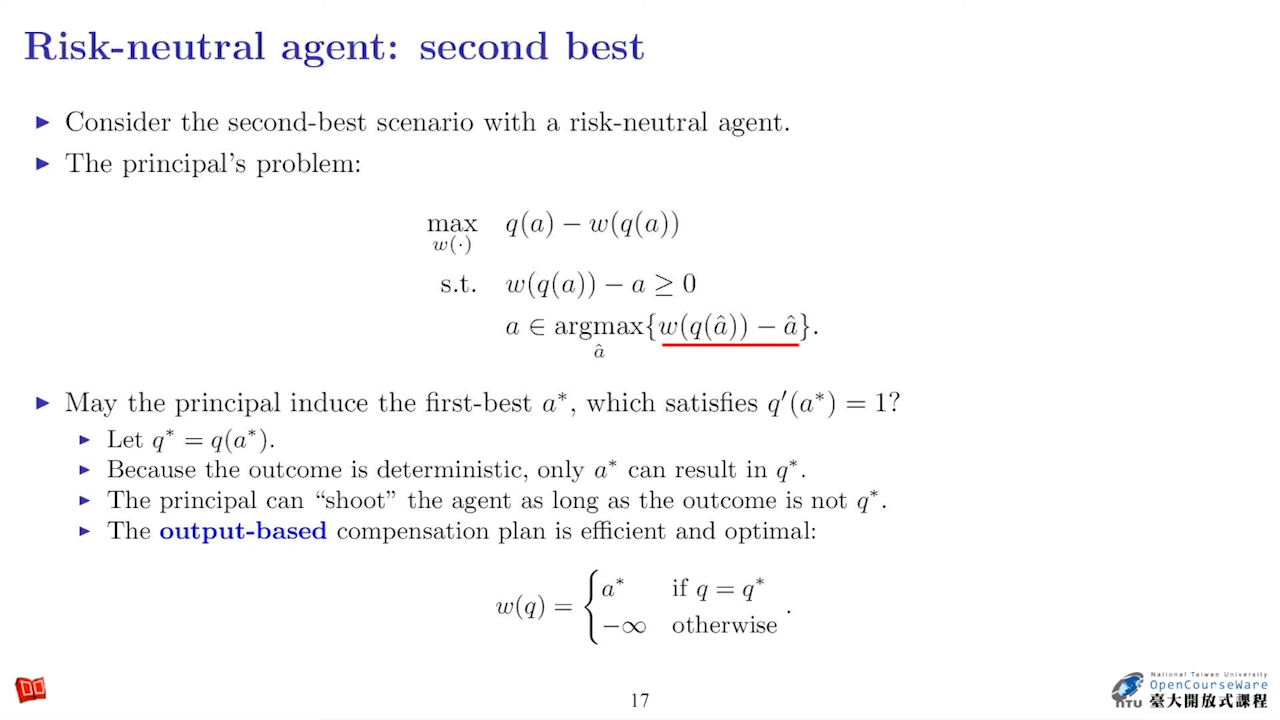 Risk-neutral agent: second best
▶ Consider the second-best scenario with a risk-neutral agent.
▶ The principal's problem:
max q(a) − w(q(a))
w(·)
s.t. w(q(a)) − a ≥ 0
a ∈ argmax{w(q(â)) − â}.
â
▶ May the principal induce the first-best a*, which satisfies q′(a*) = 1?
▶ Let q* = q(a*).
▶ Because the outcome is deterministic, only a* can result in q*.
▶ The principal can “shoot” the agent as long as the outcome is not q*.
▶ The output-based compensation plan is efficient and optimal:
w(q) = { a* if q = q*
−∞ otherwise .
17
National Taiwan University
OpenCourseWare
NTU 臺大開放式課程